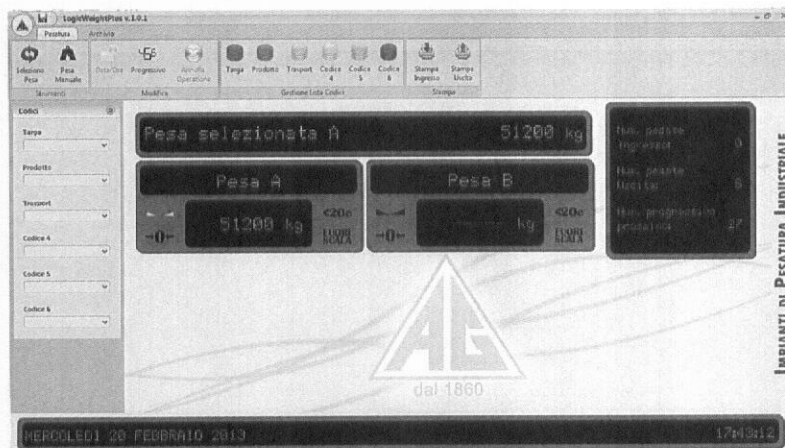 LogicWeightPlus v.1.0.1
Pesatura Archivio
Seleziona Pesa
Pesa Manuale
Data/Ora
Progressivo
Annulla Operazione
Targa
Prodotto
Trasport
Codice 4
Codice 5
Codice 6
Stampa Ingresso
Stampa Uscita
Strumenti
Modifica
Gestione Lista Codici
Stampa
Codici
Targa
Prodotto
Trasport
Codice 4
Codice 5
Codice 6
Pesa selezionata A 51200 kg
Pesa A
51200 kg
<20e
FUORI SCALA
→0←
Pesa B
kg
<20e
FUORI SCALA
→0←
Num. pesate
Ingresso 0
Num. pesate
Uscita 6
Num. progressivo
pesatura 27
AG
dal 1860
IMPIANTI DI PESATURA INDUSTRIALE
MERCOLEDÌ 20 FEBBRAIO 2013 17:43:12